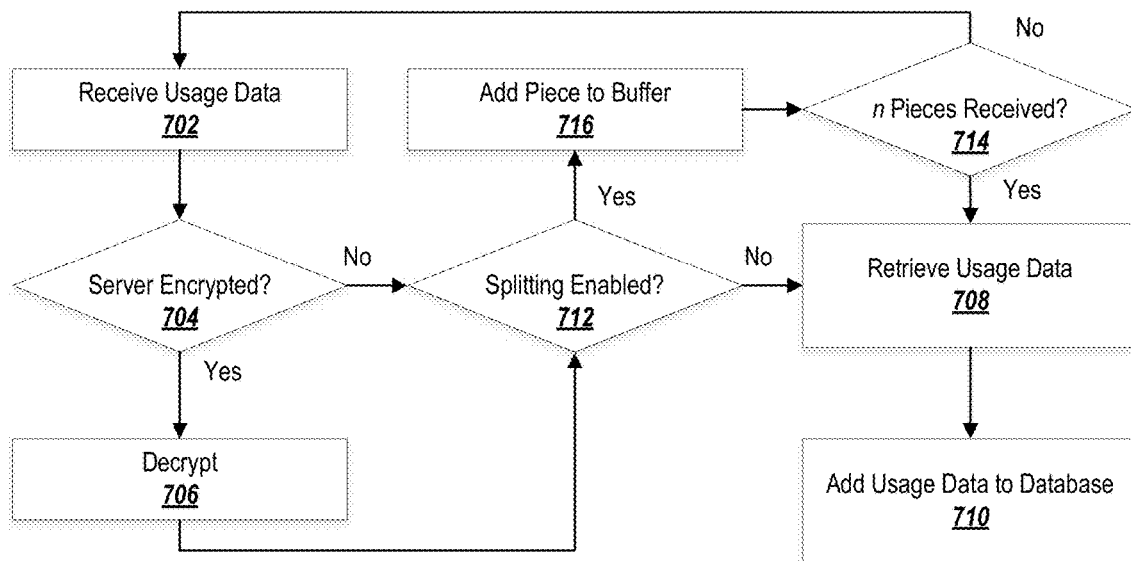 No
Receive Usage Data
702
Add Piece to Buffer
716
n Pieces Received?
714
Yes
Yes
Server Encrypted?
704
No
Splitting Enabled?
712
No
Retrieve Usage Data
708
Yes
Decrypt
706
Add Usage Data to Database
710